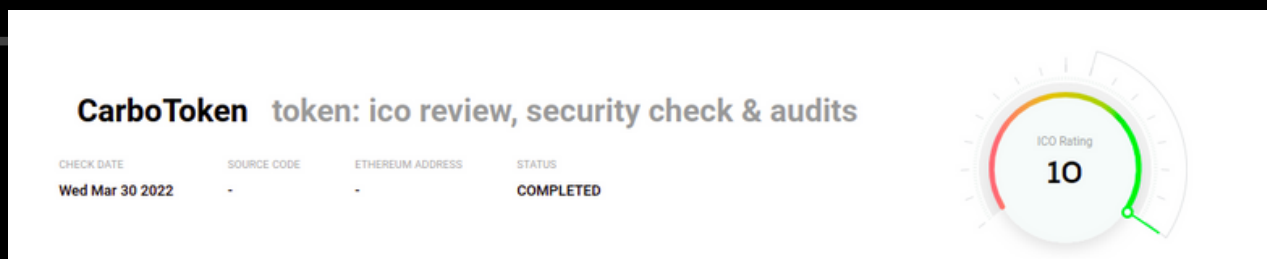 CarboToken token: ico review, security check & audits
CHECK DATE SOURCE CODE ETHEREUM ADDRESS STATUS
Wed Mar 30 2022 - - COMPLETED
ICO Rating
10